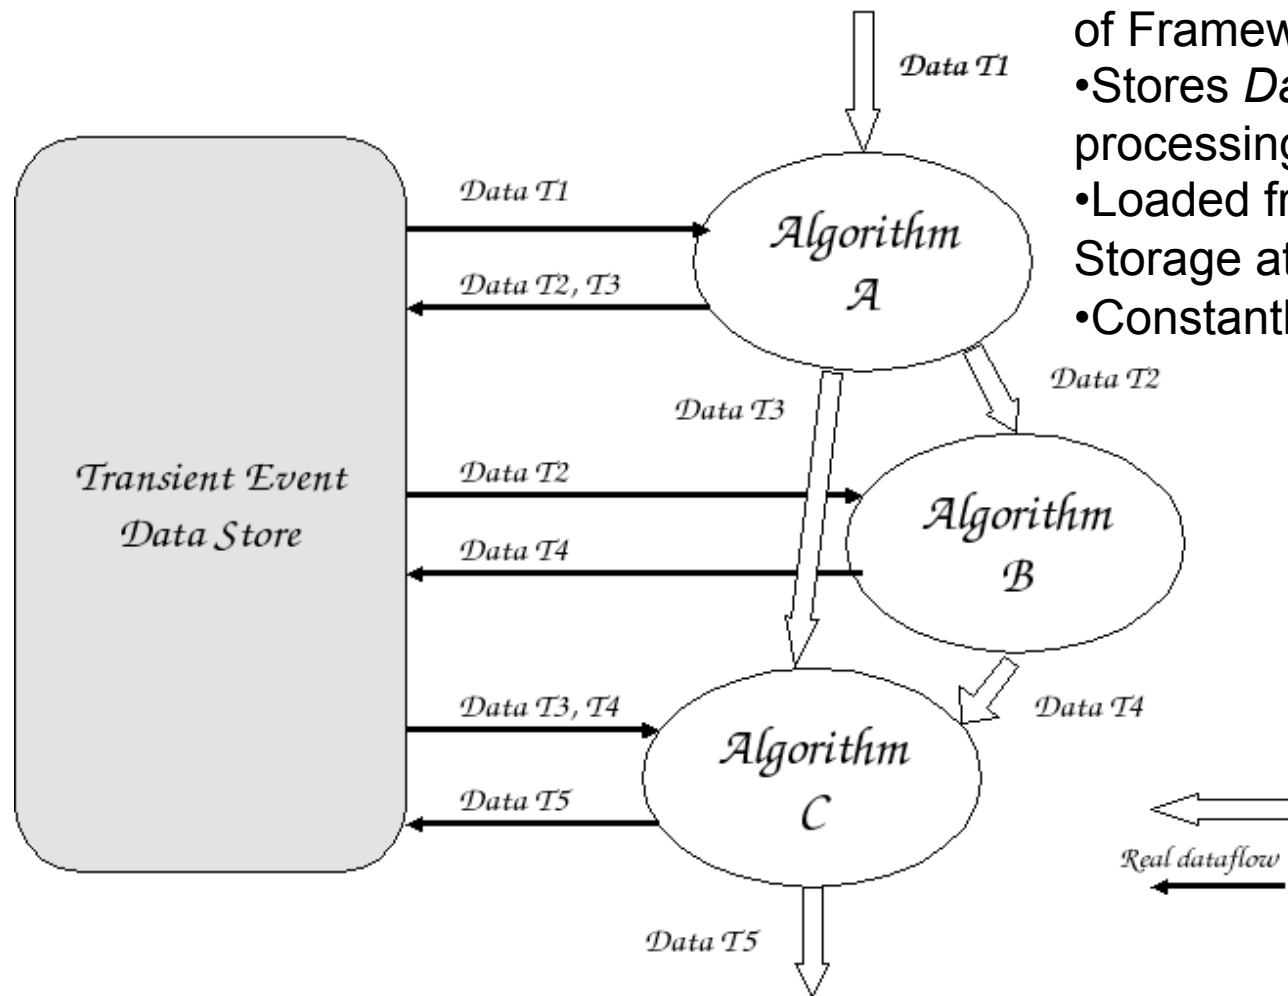 of Framew
Data T1
•Stores Da
processing
•Loaded fr
Storage at
•Constantl
Data T1
Algorithm
A
Data T2, T3
Data T2
Data T3
Transient Event
Data Store
Data T2
Algorithm
B
Data T4
Data T3, T4
Data T4
Algorithm
C
Data T5
Real dataflow
Data T5